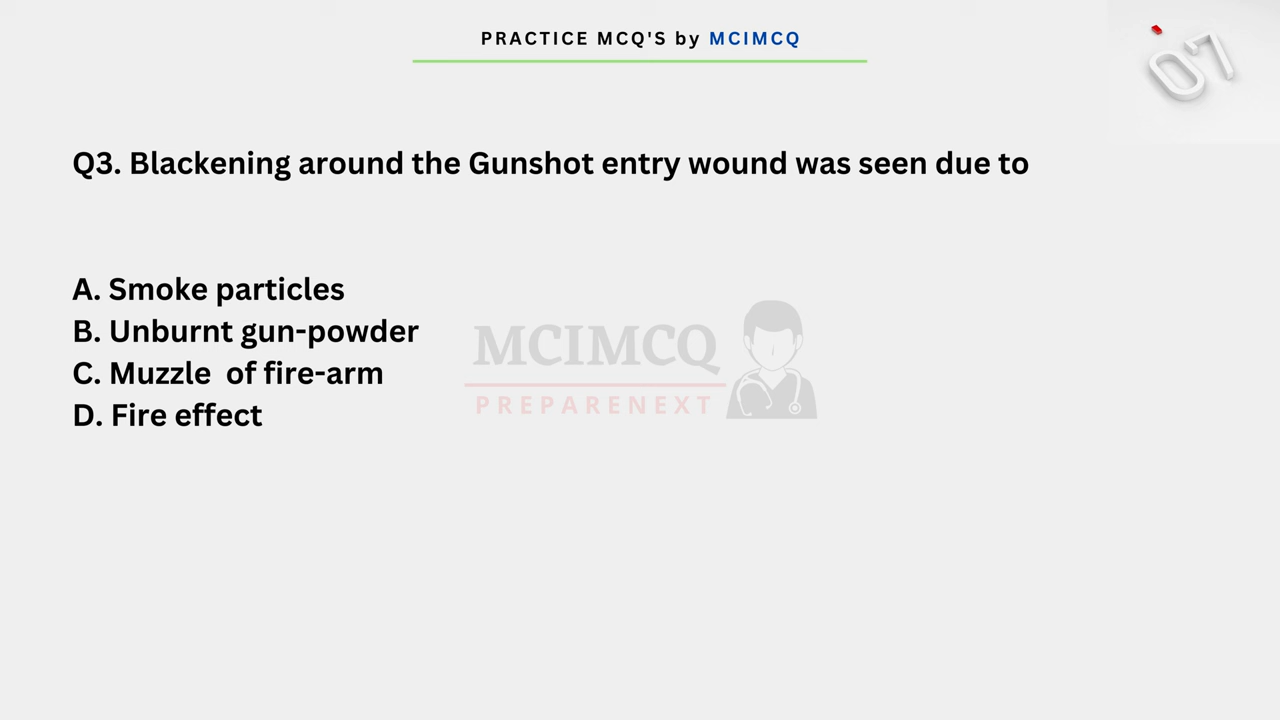 PRACTICE MCQ'S by MCIMCQ
07
Q3. Blackening around the Gunshot entry wound was seen due to
A. Smoke particles
B. Unburnt gun-powder
C. Muzzle of fire-arm
D. Fire effect
MCIMCQ
PREPARENEXT